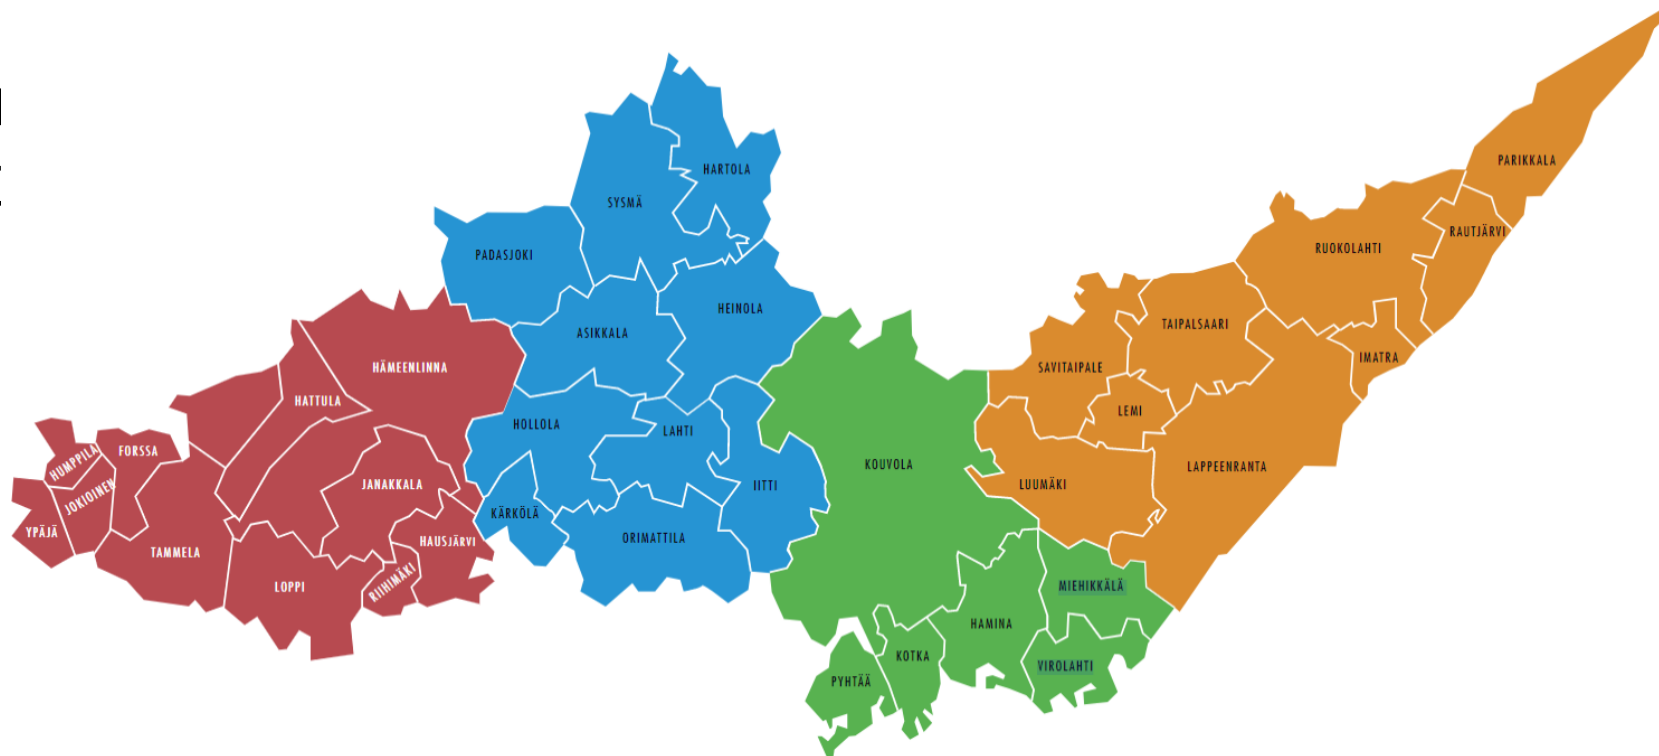 PARIKKALA
HARTOLA
SYSMÄ
RAUTJÄRVI
RUOKOLAHTI
PADASJOKI
HEINOLA
TAIPALSAARI
ASIKKALA
IMATRA
HÄMEENLINNA
SAVITAIPALE
HATTULA
LEMI
HOLLOLA
LAHTI
FORSSA
HUMPPILA
KOUVOLA
LAPPEENRANTA
JANAKKALA
IITTI
LUUMÄKI
JOKIOINEN
KÄRKÖLÄ
YPÄJÄ
ORIMATTILA
HAUSJÄRVI
TAMMELA
RIIHIMÄKI
LOPPI
MIEHIKKÄLÄ
HAMINA
KOTKA
VIROLAHTI
PYHTÄÄ